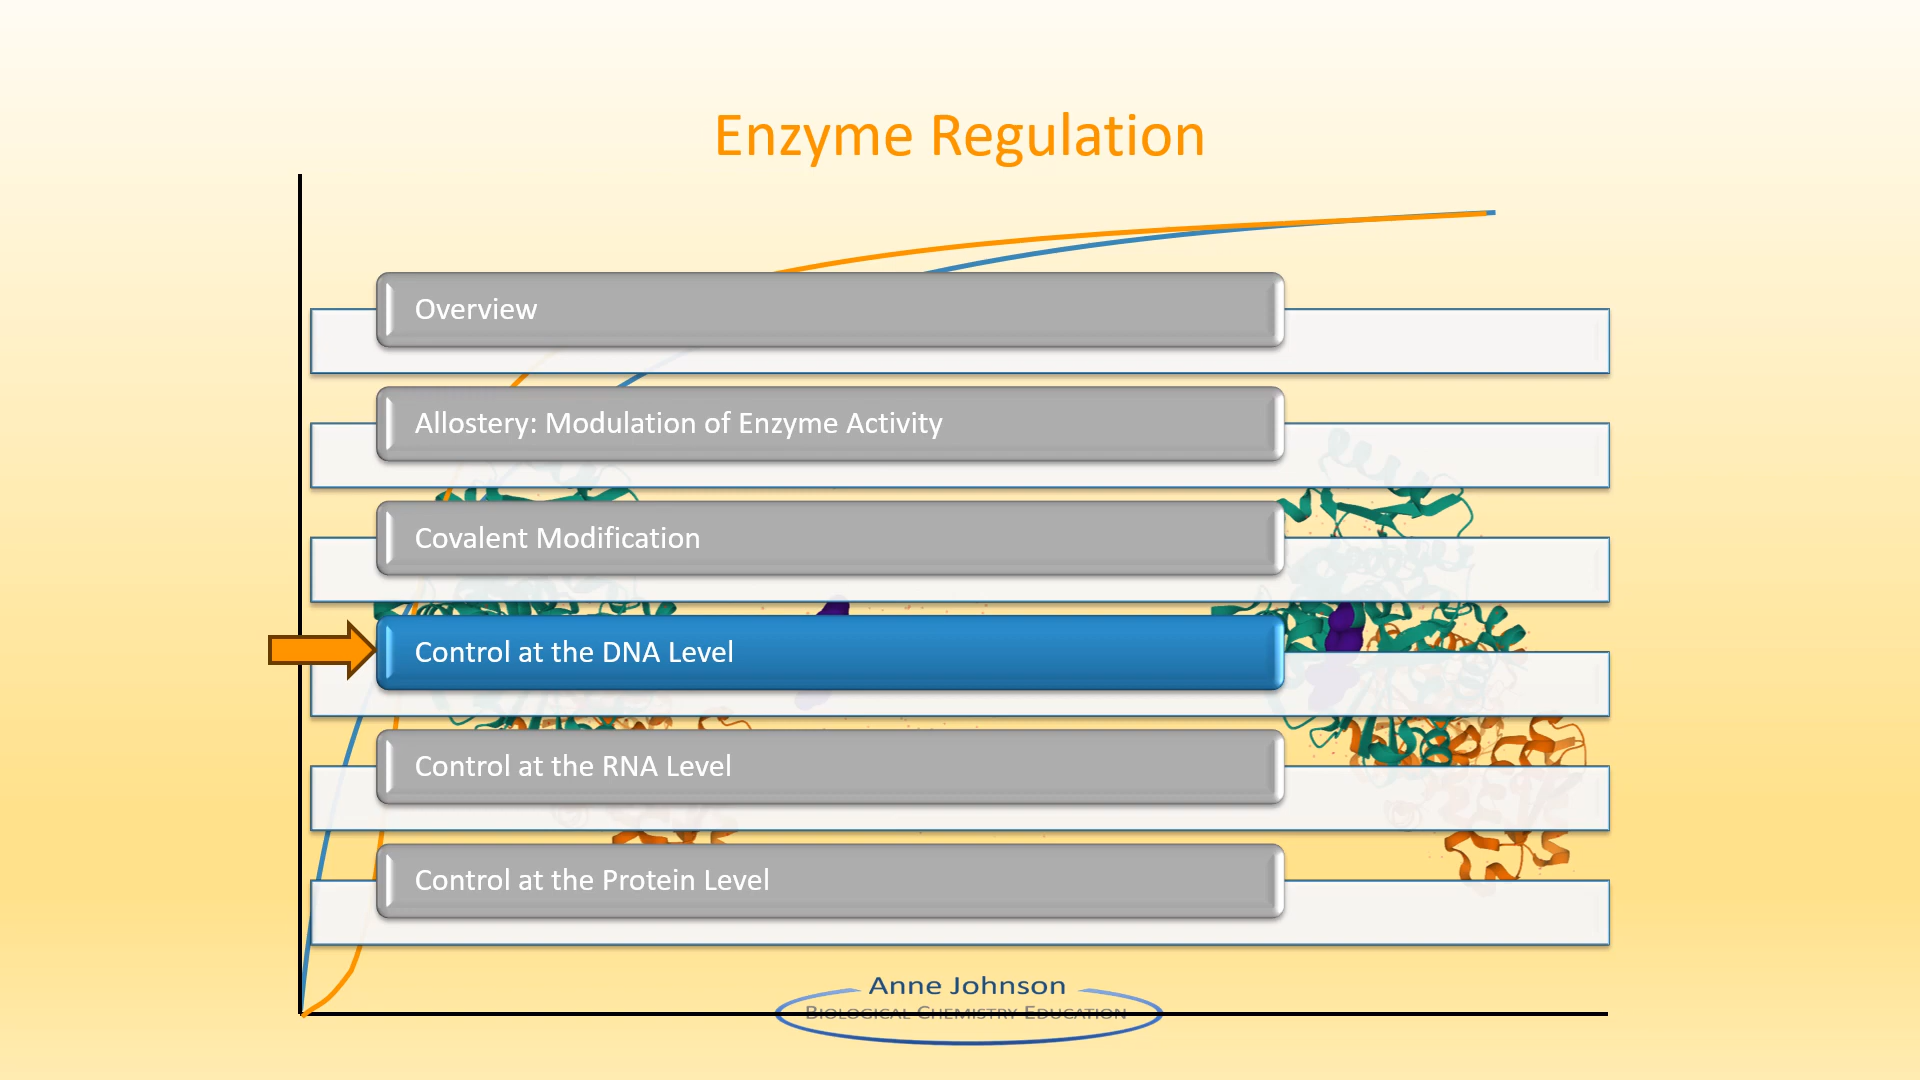 Enzyme Regulation
Overview
Allostery: Modulation of Enzyme Activity
Covalent Modification
Control at the DNA Level
Control at the RNA Level
Control at the Protein Level
Anne Johnson
Biological Chemistry Education